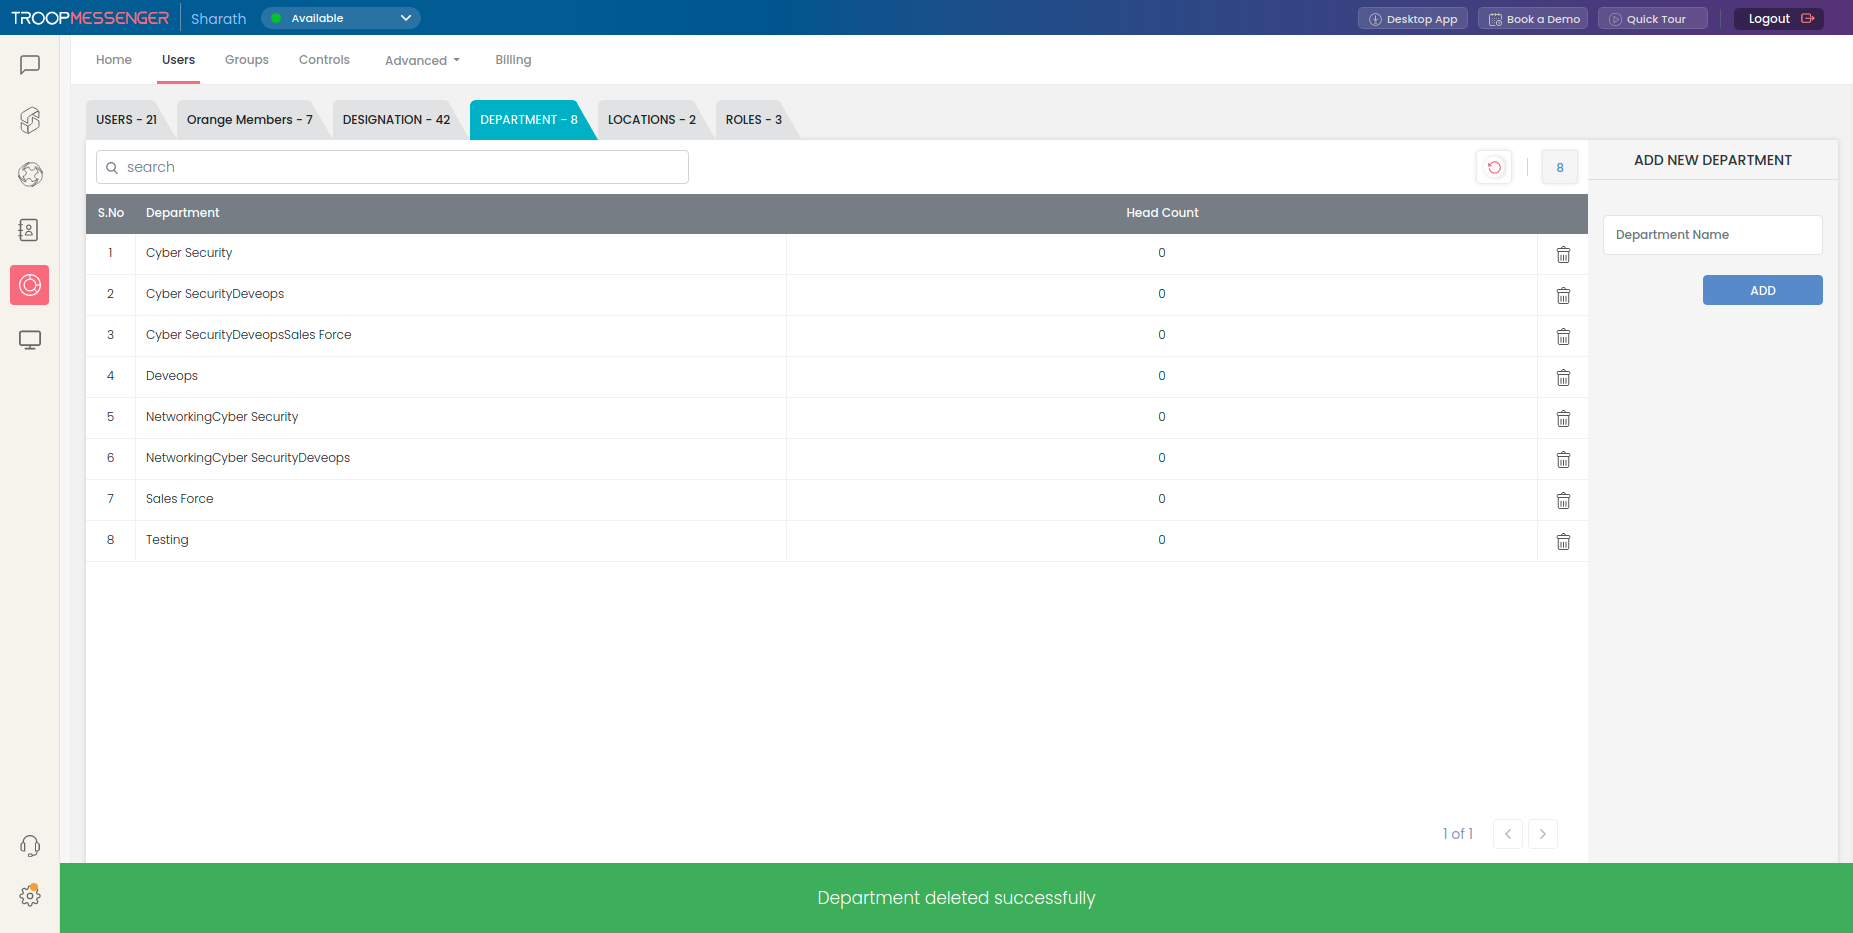 TROOPMESSENGER Sharath Available Desktop App Book a Demo Quick Tour Logout
Home Users Groups Controls Advanced Billing
USERS - 21 Orange Members - 7 DESIGNATION - 42 DEPARTMENT - 8 LOCATIONS - 2 ROLES - 3
search 8 ADD NEW DEPARTMENT
S.No Department Head Count
Department Name
1 Cyber Security 0
2 Cyber SecurityDeveops 0
ADD
3 Cyber SecurityDeveopsSales Force 0
4 Deveops 0
5 NetworkingCyber Security 0
6 NetworkingCyber SecurityDeveops 0
7 Sales Force 0
8 Testing 0
1 of 1
Department deleted successfully